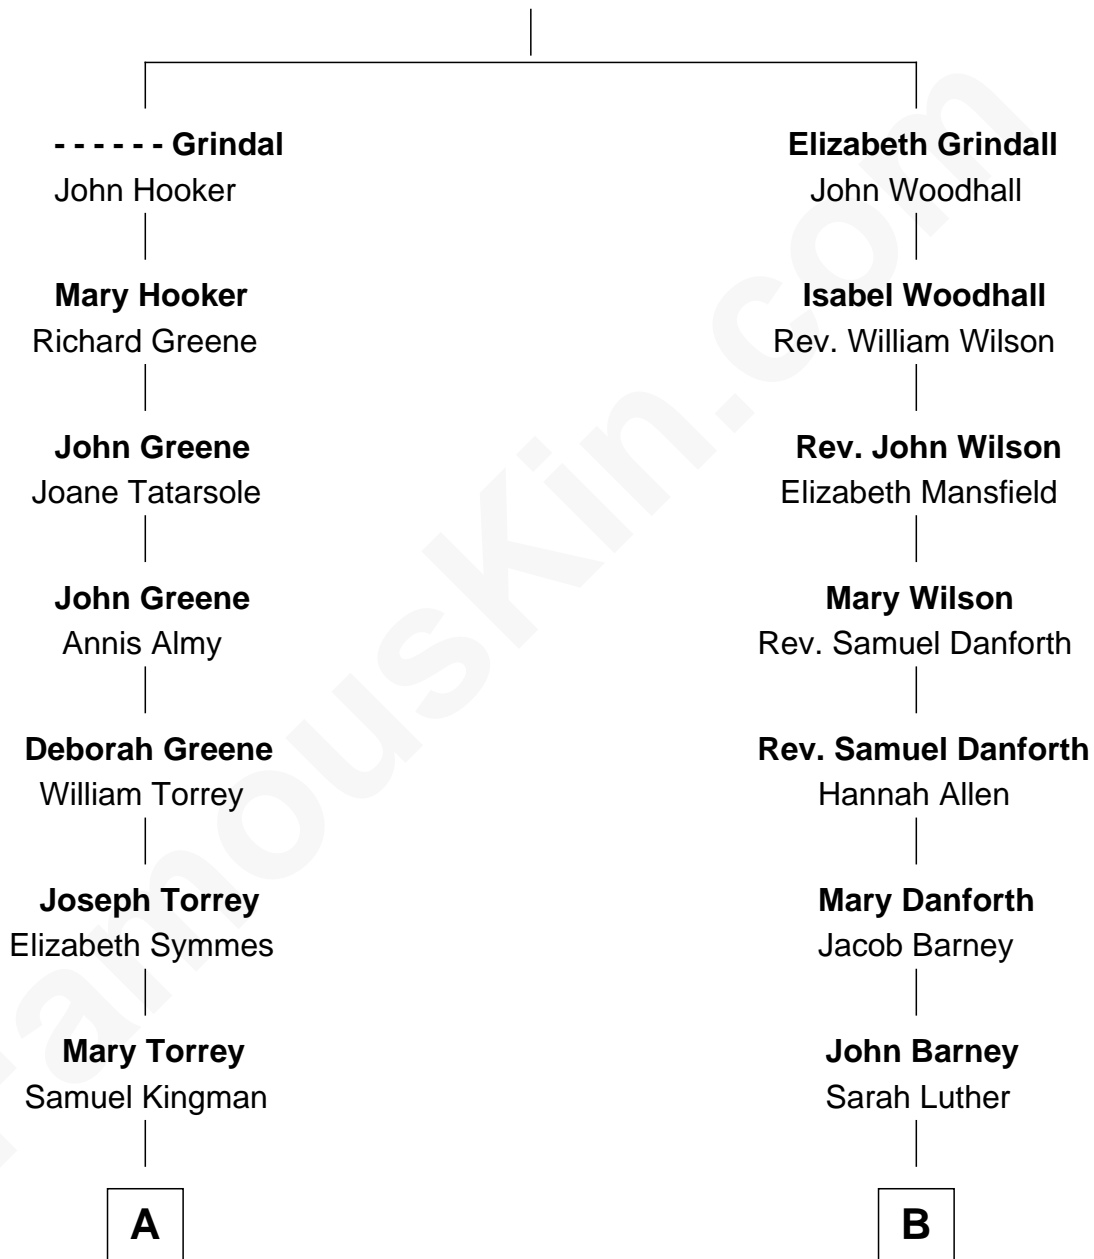 - - - - - - Grindal
John Hooker
Mary Hooker
Richard Greene
John Greene
Joane Tatarsole
John Greene
Annis Almy
Deborah Greene
William Torrey
Joseph Torrey
Elizabeth Symmes
Mary Torrey
Samuel Kingman
A
Elizabeth Grindall
John Woodhall
Isabel Woodhall
Rev. William Wilson
Rev. John Wilson
Elizabeth Mansfield
Mary Wilson
Rev. Samuel Danforth
Rev. Samuel Danforth
Hannah Allen
Mary Danforth
Jacob Barney
John Barney
Sarah Luther
B
FamousKin.com